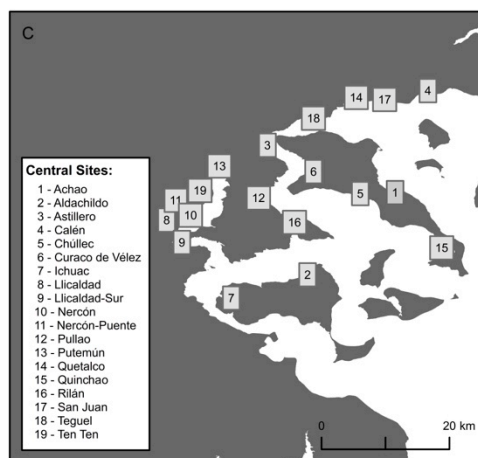 C
14
17
4
18
3
13
6
19
12
5
1
11
10
8
16
9
15
2
7
Central Sites:
1 - Achao
2 - Aldachildo
3 - Astillero
4 - Calén
5 - Chúllec
6 - Curaco de Vélez
7 - Ichuac
8 - Llicaldad
9 - Llicaldad-Sur
10 - Nercón
11 - Nercón-Puente
12 - Pullao
13 - Putemún
14 - Quetalco
15 - Quinchao
16 - Rilán
17 - San Juan
18 - Teguel
19 - Ten Ten
0 20 km